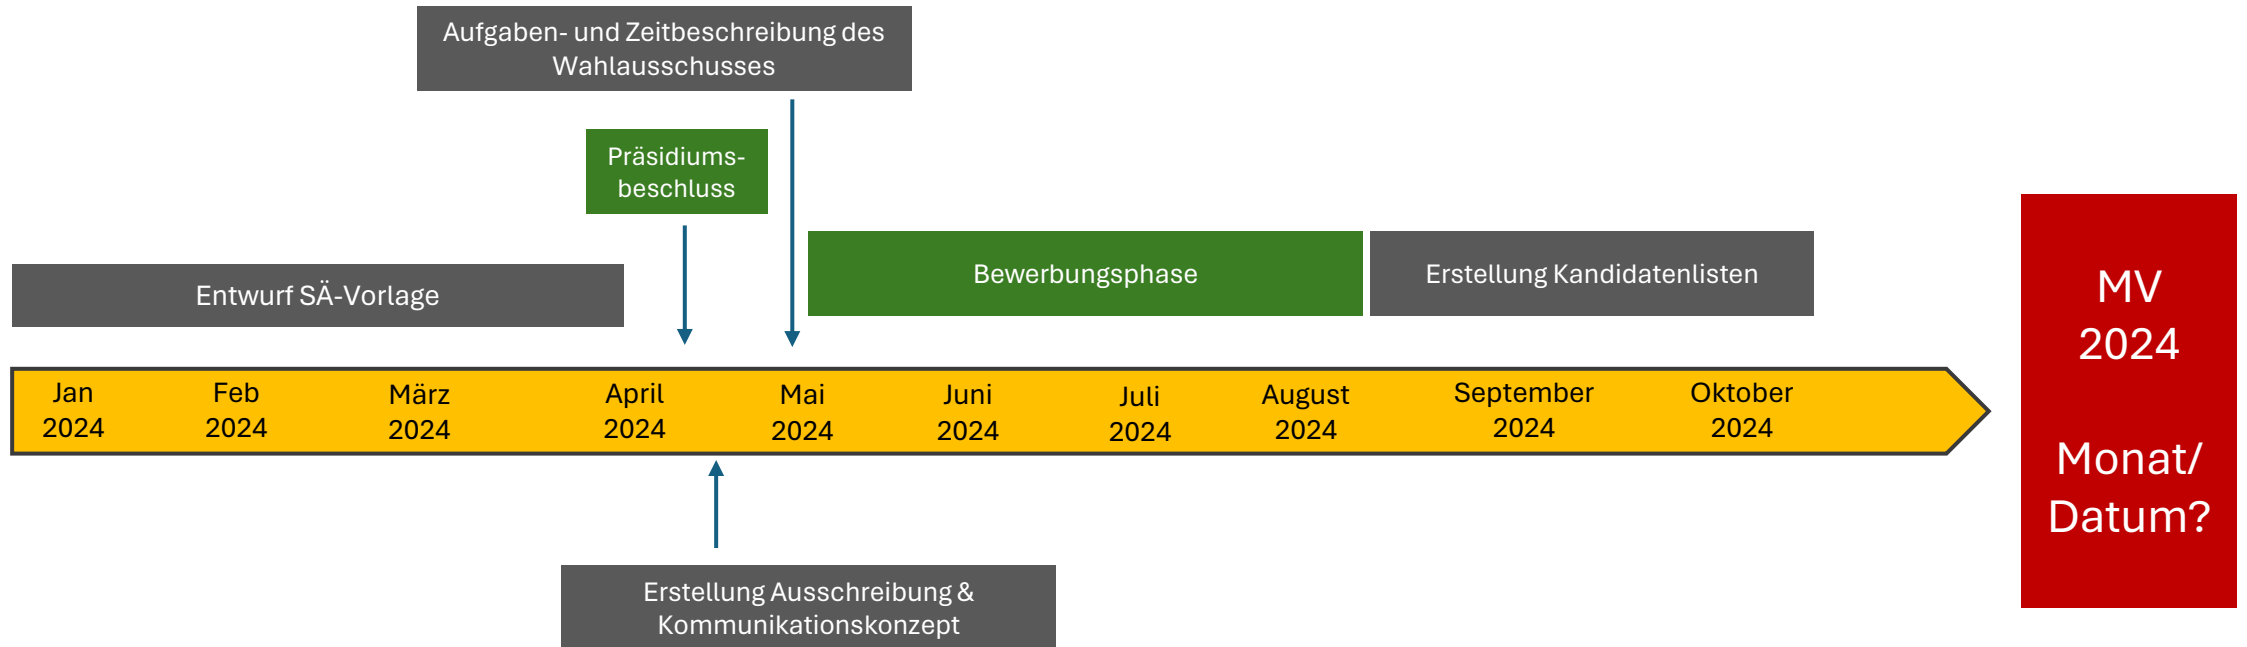 Aufgaben- und Zeitbeschreibung des
Wahlausschusses
Präsidiums-
beschluss
Entwurf SÄ-Vorlage
Bewerbungsphase
Erstellung Kandidatenlisten
Jan
2024
Feb
2024
März
2024
April
2024
Mai
2024
Juni
2024
Juli
2024
August
2024
September
2024
Oktober
2024
MV
2024
Monat/
Datum?
Erstellung Ausschreibung &
Kommunikationskonzept